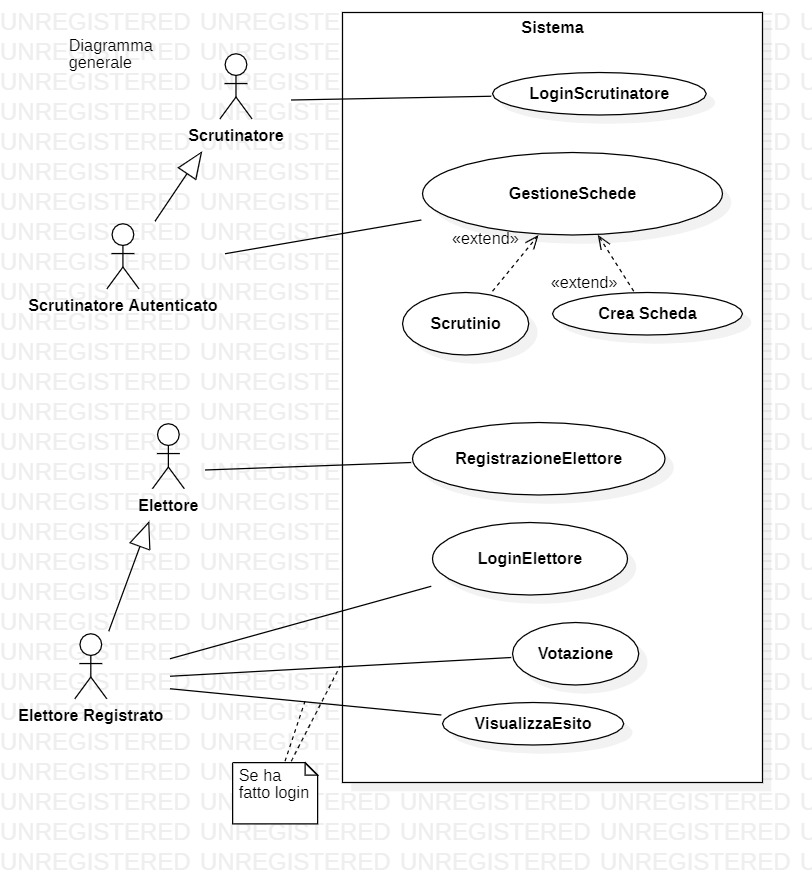 Sistema
Diagramma
generale
LoginScrutinatore
Scrutinatore
GestioneSchede
«extend»
«extend»
Scrutinatore Autenticato
Scrutinio
Crea Scheda
RegistrazioneElettore
Elettore
LoginElettore
Votazione
Elettore Registrato
VisualizzaEsito
Se ha
fatto login
UNREGISTERED UNREGISTERED UNREGISTERED UNREGISTERED